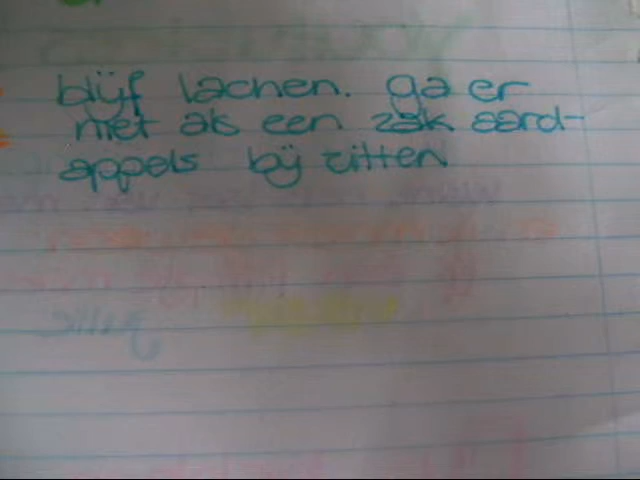 blijf lachen. ga er
niet als een zak aard-
appels bij zitten